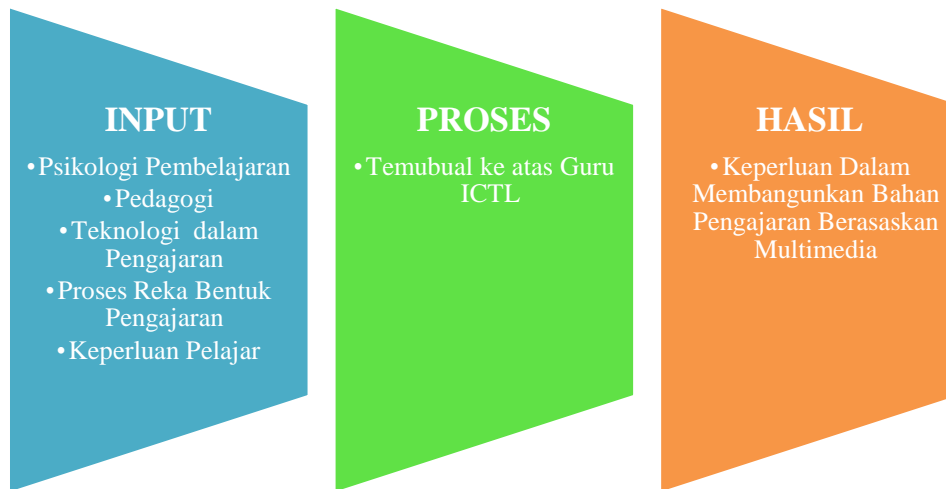 INPUT
•Psikologi Pembelajaran
•Pedagogi
•Teknologi dalam
Pengajaran
•Proses Reka Bentuk
Pengajaran
•Keperluan Pelajar
PROSES
•Temubual ke atas Guru
ICTL
HASIL
•Keperluan Dalam
Membangunkan Bahan
Pengajaran Berasaskan
Multimedia